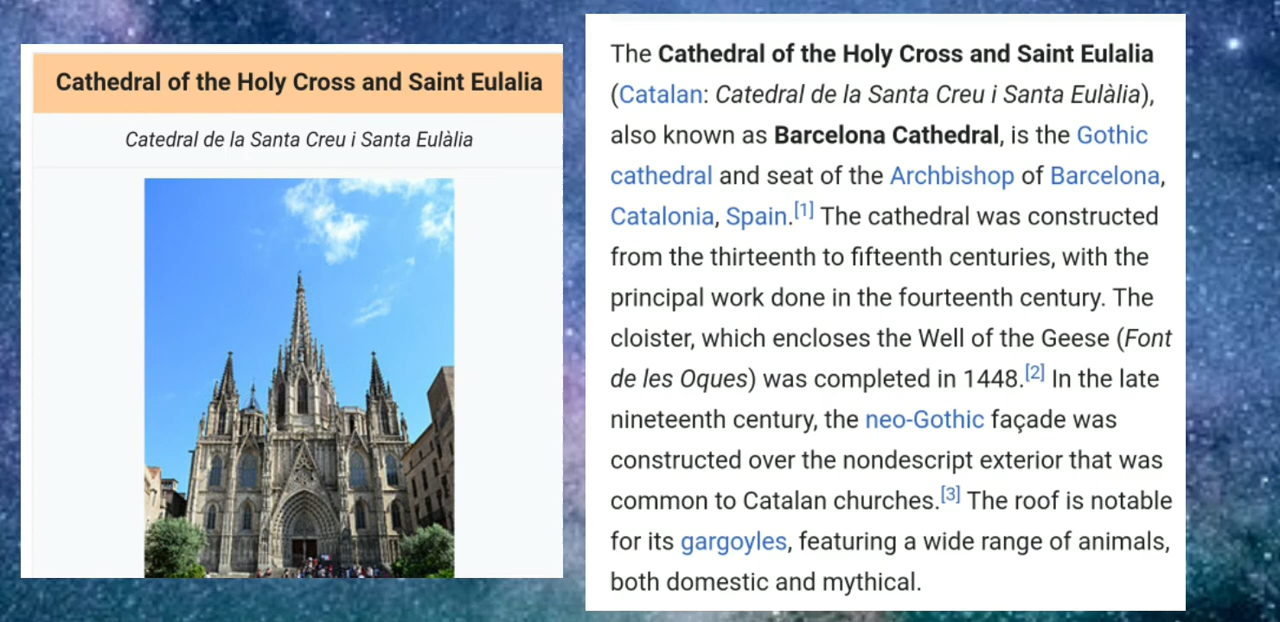 Cathedral of the Holy Cross and Saint Eulalia
Catedral de la Santa Creu i Santa Eulàlia
The Cathedral of the Holy Cross and Saint Eulalia
(Catalan: Catedral de la Santa Creu i Santa Eulàlia),
also known as Barcelona Cathedral, is the Gothic
cathedral and seat of the Archbishop of Barcelona,
Catalonia, Spain.[1] The cathedral was constructed
from the thirteenth to fifteenth centuries, with the
principal work done in the fourteenth century. The
cloister, which encloses the Well of the Geese (Font
de les Oques) was completed in 1448.[2] In the late
nineteenth century, the neo-Gothic façade was
constructed over the nondescript exterior that was
common to Catalan churches.[3] The roof is notable
for its gargoyles, featuring a wide range of animals,
both domestic and mythical.